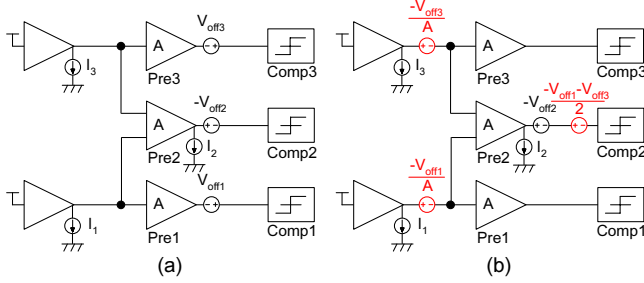 V_off3
A
I_3
Pre3
Comp3
-V_off2
A
I_2
Pre2
Comp2
V_off1
A
I_1
Pre1
Comp1
(a)
-V_off3
A
A
I_3
Pre3
Comp3
-V_off1-V_off3
-V_off2
2
A
I_2
Pre2
Comp2
-V_off1
A
A
I_1
Pre1
Comp1
(b)